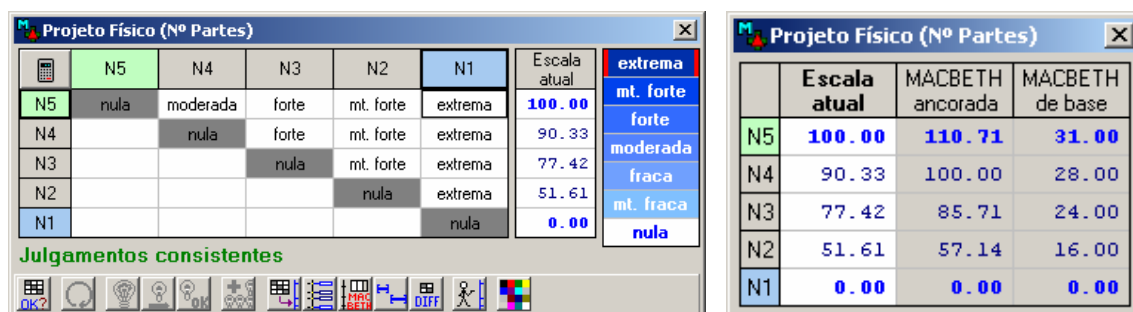 Projeto Físico (Nº Partes)
N5 N4 N3 N2 N1 Escala atual
N5 nula moderada forte mt. forte extrema 100.00
N4 nula forte mt. forte extrema 90.33
N3 nula mt. forte extrema 77.42
N2 nula extrema 51.61
N1 nula 0.00
extrema
mt. forte
forte
moderada
fraca
mt. fraca
nula
Julgamentos consistentes
OK? OK MAC BETH DIFF
Projeto Físico (Nº Partes)
Escala atual MACBETH ancorada MACBETH de base
N5 100.00 110.71 31.00
N4 90.33 100.00 28.00
N3 77.42 85.71 24.00
N2 51.61 57.14 16.00
N1 0.00 0.00 0.00